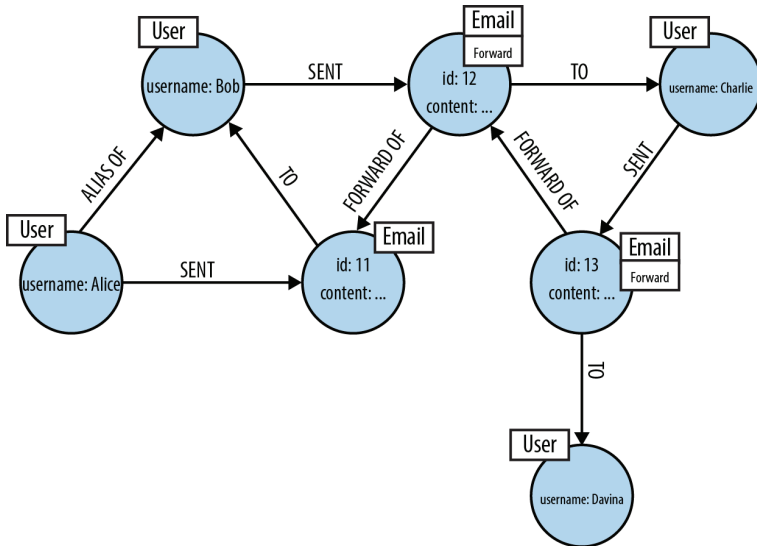 User
Email
Forward
User
username: Bob
SENT
id: 12
content: ...
TO
username: Charlie
ALIAS OF
TO
FORWARD OF
FORWARD OF
SENT
User
username: Alice
SENT
Email
id: 11
content: ...
Email
Forward
id: 13
content: ...
TO
User
username: Davina